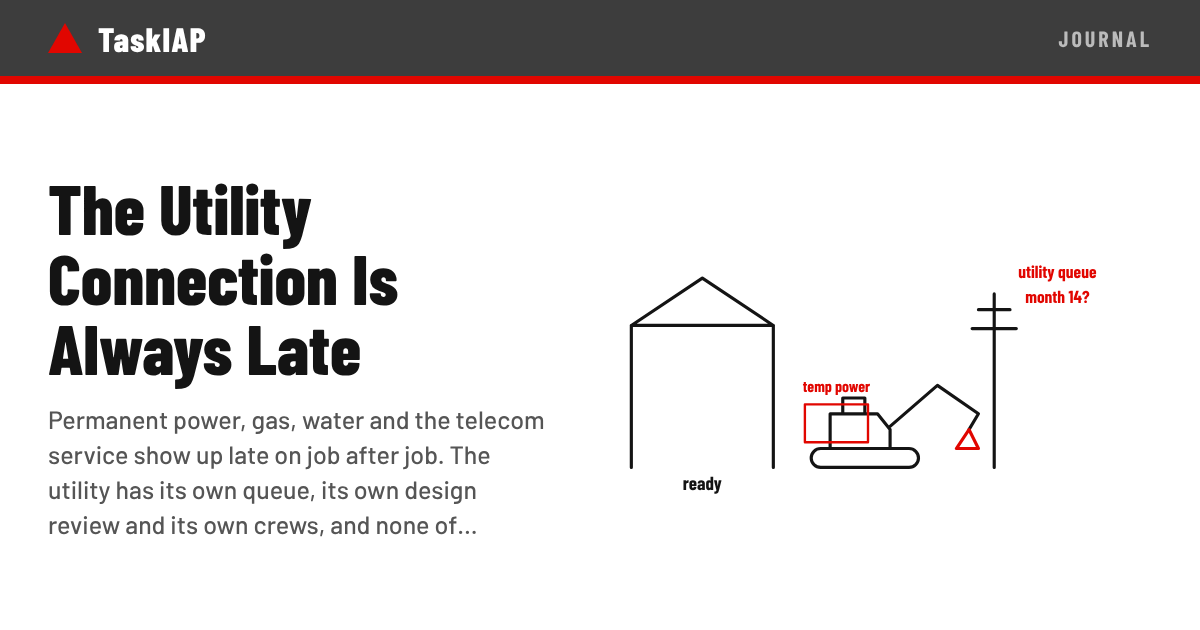 TaskIAP
JOURNAL
The Utility
Connection Is
Always Late
Permanent power, gas, water and the telecom
service show up late on job after job. The
utility has its own queue, its own design
review and its own crews, and none of...
utility queue
month 14?
temp power
ready